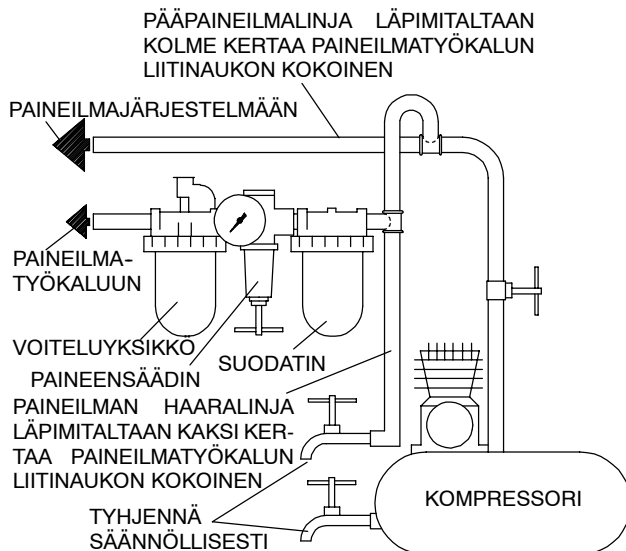 PÄÄPAINEILMALINJA LÄPIMITALTAAN
KOLME KERTAA PAINEILMATYÖKALUN
LIITINAUKON KOKOINEN
PAINEILMAJÄRJESTELMÄÄN
PAINEILMA-
TYÖKALUUN
VOITELUYKSIKKÖ
SUODATIN
PAINEENSÄÄDIN
PAINEILMAN HAARALINJA
LÄPIMITALTAAN KAKSI KER-
TAA PAINEILMATYÖKALUN
LIITINAUKON KOKOINEN
KOMPRESSORI
TYHJENNÄ
SÄÄNNÖLLISESTI